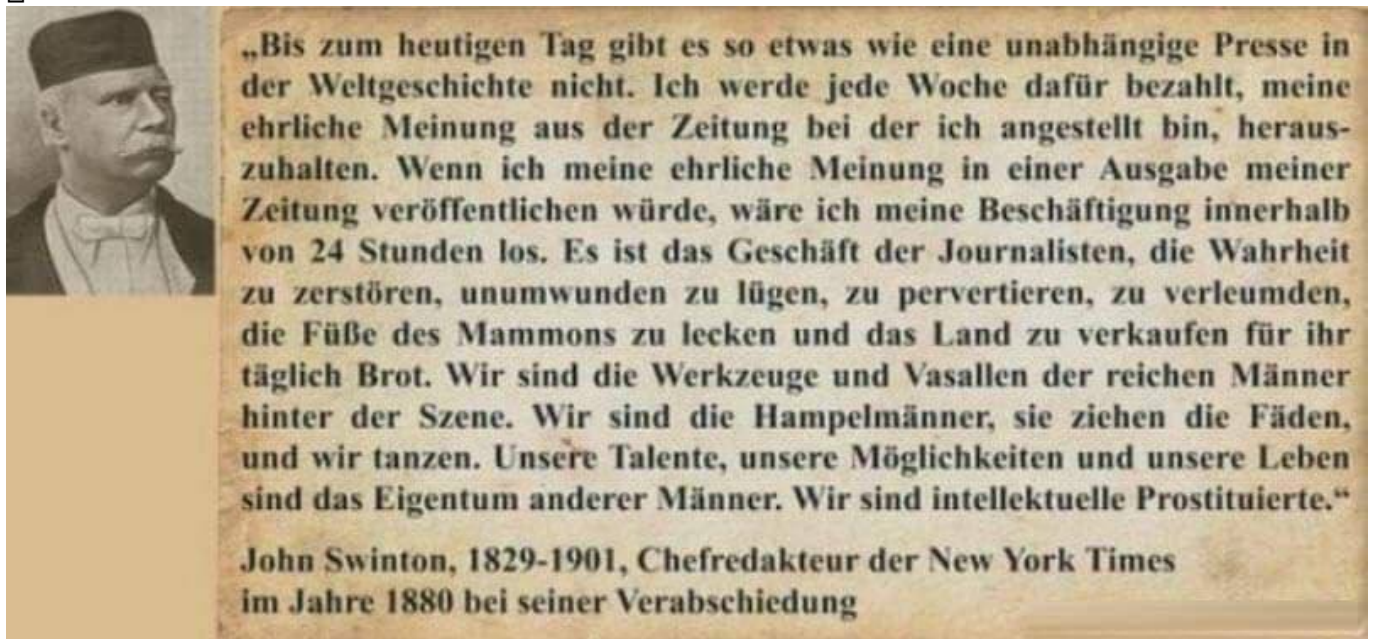 „Bis zum heutigen Tag gibt es so etwas wie eine unabhängige Presse in
der Weltgeschichte nicht. Ich werde jede Woche dafür bezahlt, meine
ehrliche Meinung aus der Zeitung bei der ich angestellt bin, heraus-
zuhalten. Wenn ich meine ehrliche Meinung in einer Ausgabe meiner
Zeitung veröffentlichen würde, wäre ich meine Beschäftigung innerhalb
von 24 Stunden los. Es ist das Geschäft der Journalisten, die Wahrheit
zu zerstören, unumwunden zu lügen, zu pervertieren, zu verleumden,
die Füße des Mammons zu lecken und das Land zu verkaufen für ihr
täglich Brot. Wir sind die Werkzeuge und Vasallen der reichen Männer
hinter der Szene. Wir sind die Hampelmänner, sie ziehen die Fäden,
und wir tanzen. Unsere Talente, unsere Möglichkeiten und unsere Leben
sind das Eigentum anderer Männer. Wir sind intellektuelle Prostituierte.“
John Swinton, 1829-1901, Chefredakteur der New York Times
im Jahre 1880 bei seiner Verabschiedung